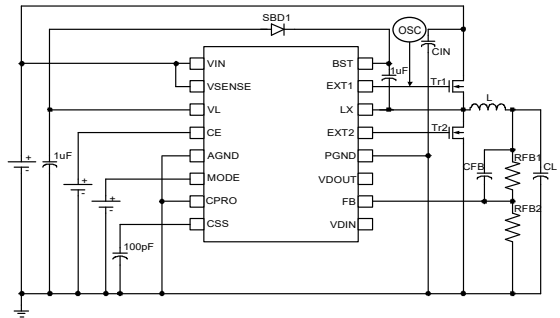 SBD1
OSC
CIN
VIN
BST
1uF
VSENSE
EXT1
Tr1
VL
LX
L
CE
EXT2
Tr2
1uF
AGND
PGND
CFB
RFB1
CL
MODE
VDOUT
CPRO
FB
RFB2
CSS
VDIN
100pF
+
-
+
-
+
-